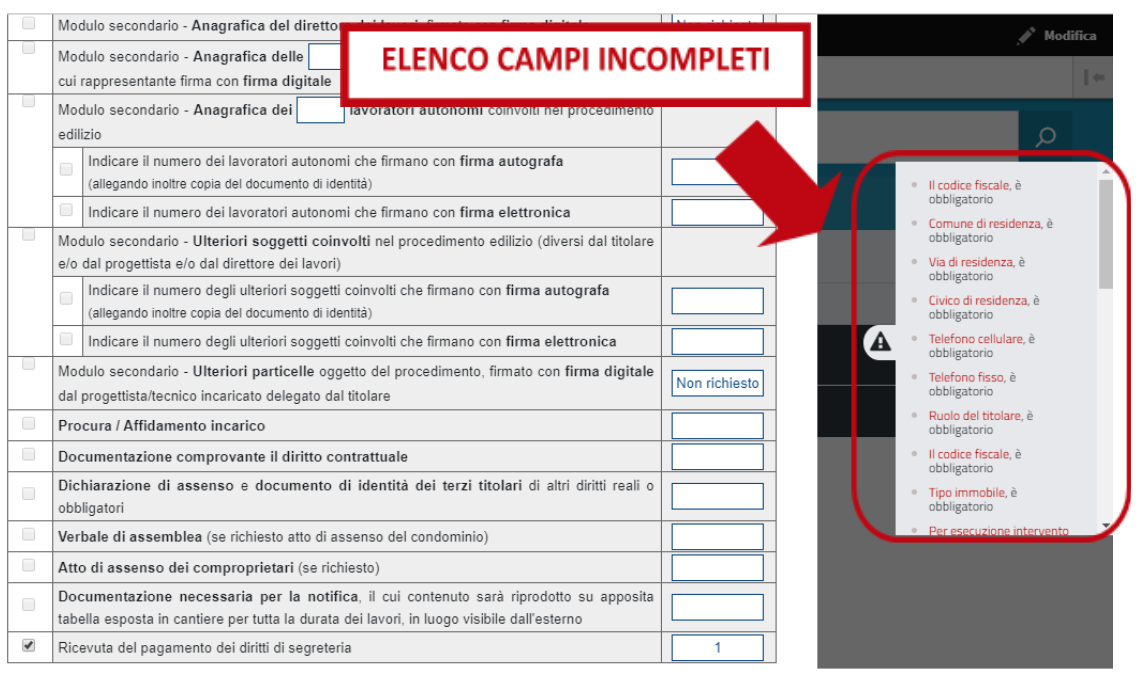 Modulo secondario - Anagrafica del direttore
ELENCO CAMPI INCOMPLETI
Modulo secondario - Anagrafica delle
cui rappresentante firma con firma digitale
Modulo secondario - Anagrafica dei lavoratori autonomi coinvolti nel procedimento
edilizio
Indicare il numero dei lavoratori autonomi che firmano con firma autografa
(allegando inoltre copia del documento di identità)
Indicare il numero dei lavoratori autonomi che firmano con firma elettronica
Modulo secondario - Ulteriori soggetti coinvolti nel procedimento edilizio (diversi dal titolare
e/o dal progettista e/o dal direttore dei lavori)
Indicare il numero degli ulteriori soggetti coinvolti che firmano con firma autografa
(allegando inoltre copia del documento di identità)
Indicare il numero degli ulteriori soggetti coinvolti che firmano con firma elettronica
Modulo secondario - Ulteriori particelle oggetto del procedimento, firmato con firma digitale
dal progettista/tecnico incaricato delegato dal titolare
Non richiesto
Procura / Affidamento incarico
Documentazione comprovante il diritto contrattuale
Dichiarazione di assenso e documento di identità dei terzi titolari di altri diritti reali o
obbligatori
Verbale di assemblea (se richiesto atto di assenso del condominio)
Atto di assenso dei comproprietari (se richiesto)
Documentazione necessaria per la notifica, il cui contenuto sarà riprodotto su apposita
tabella esposta in cantiere per tutta la durata dei lavori, in luogo visibile dall'esterno
Ricevuta del pagamento dei diritti di segreteria
1
Modifica
Il codice fiscale, è
obbligatorio
Comune di residenza, è
obbligatorio
Via di residenza, è
obbligatorio
Civico di residenza, è
obbligatorio
Telefono cellulare, è
obbligatorio
Telefono fisso, è
obbligatorio
Ruolo del titolare, è
obbligatorio
Il codice fiscale, è
obbligatorio
Tipo immobile, è
obbligatorio
Per esecuzione intervento